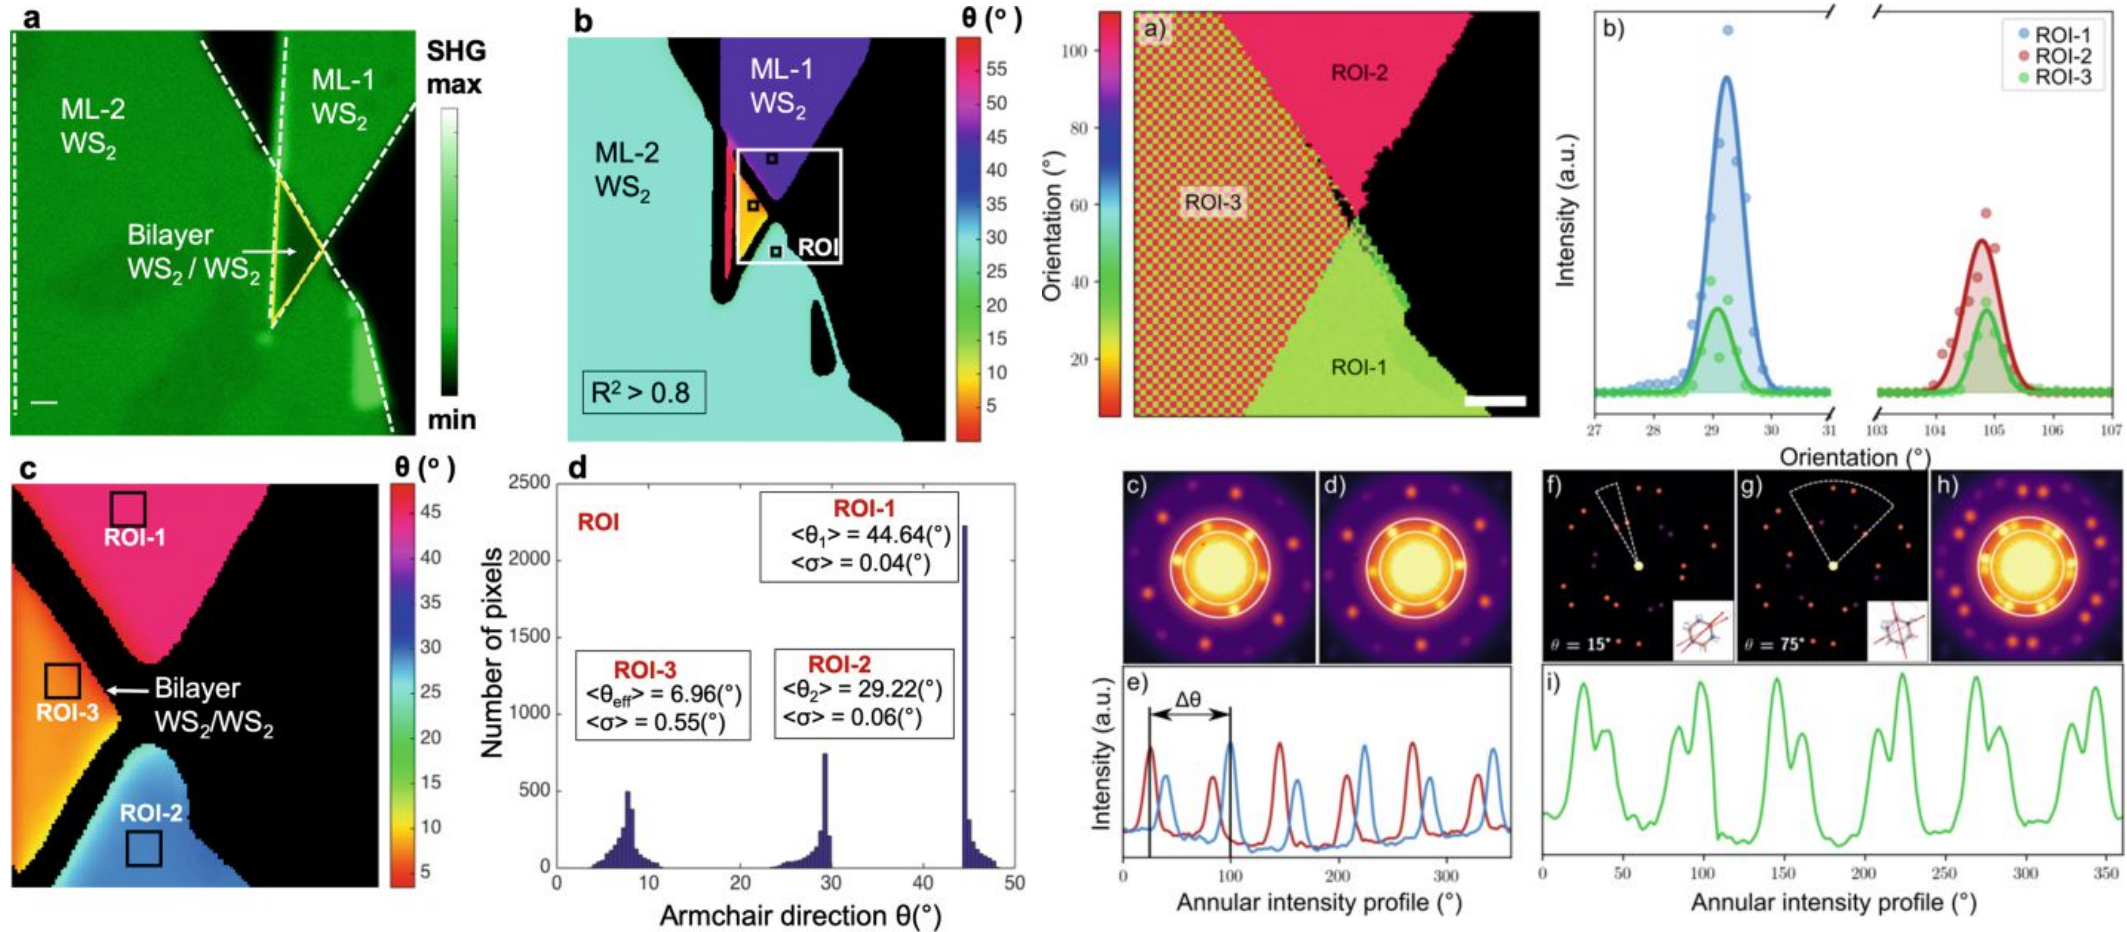 a
ML-2
WS2
ML-1
WS2
Bilayer
WS2 / WS2
SHG
max
min
b
θ (°)
ML-1
WS2
ML-2
WS2
ROI
R² > 0.8
55
50
45
40
35
30
25
20
15
10
5
c
θ (°)
ROI-1
ROI-3
Bilayer
WS2/WS2
ROI-2
45
40
35
30
25
20
15
10
5
d
ROI
ROI-1
<θ1> = 44.64(°)
<σ> = 0.04(°)
ROI-3
<θeff> = 6.96(°)
<σ> = 0.55(°)
ROI-2
<θ2> = 29.22(°)
<σ> = 0.06(°)
Number of pixels
2500
2000
1500
1000
500
0
0 10 20 30 40 50
Armchair direction θ(°)
Orientation (°)
100
80
60
40
20
a)
ROI-2
ROI-3
ROI-1
b)
ROI-1
ROI-2
ROI-3
Intensity (a.u.)
27 28 29 30 31 103 104 105 106 107
Orientation (°)
c)
d)
e)
Δθ
Intensity (a.u.)
0 100 200 300
Annular intensity profile (°)
f)
θ = 15°
g)
θ = 75°
h)
i)
0 50 100 150 200 250 300 350
Annular intensity profile (°)